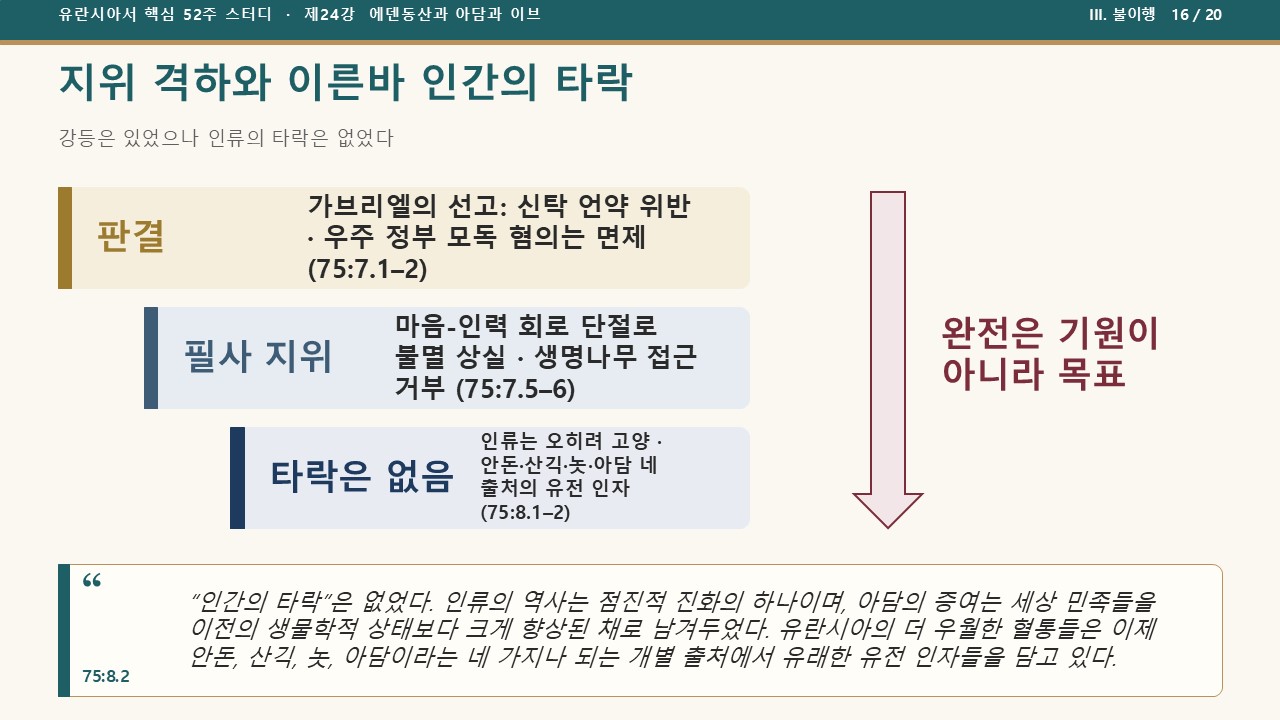 유란시아서 핵심 52주 스터디 · 제24강 에덴동산과 아담과 이브
III. 불이행 16 / 20
지위 격하와 이른바 인간의 타락
강등은 있었으나 인류의 타락은 없었다
판결
가브리엘의 선고: 신탁 언약 위반
· 우주 정부 모독 혐의는 면제
(75:7.1–2)
필사 지위
마음-인력 회로 단절로
불멸 상실 · 생명나무 접근
거부 (75:7.5–6)
타락은 없음
인류는 오히려 고양 ·
안돈·산긱·놋·아담 네
출처의 유전 인자
(75:8.1–2)
완전은 기원이
아니라 목표
“
“인간의 타락”은 없었다. 인류의 역사는 점진적 진화의 하나이며, 아담의 증여는 세상 민족들을
이전의 생물학적 상태보다 크게 향상된 채로 남겨두었다. 유란시아의 더 우월한 혈통들은 이제
안돈, 산긱, 놋, 아담이라는 네 가지나 되는 개별 출처에서 유래한 유전 인자들을 담고 있다.
75:8.2